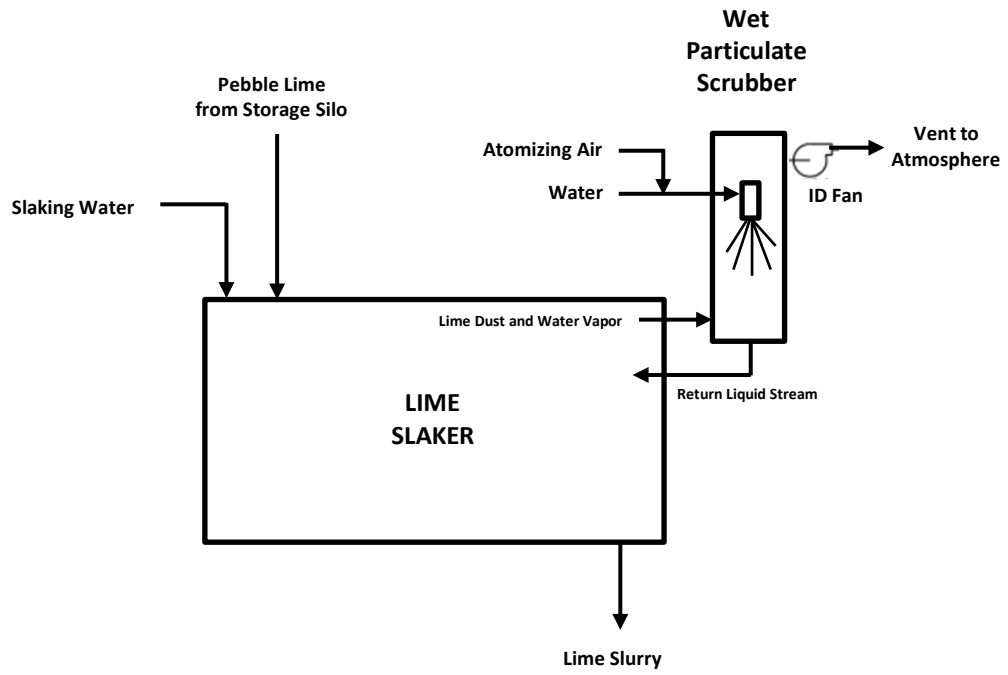 Wet
Particulate
Scrubber
Pebble Lime
from Storage Silo
Vent to
Atmosphere
Atomizing Air
Water
ID Fan
Slaking Water
Lime Dust and Water Vapor
Return Liquid Stream
LIME
SLAKER
Lime Slurry